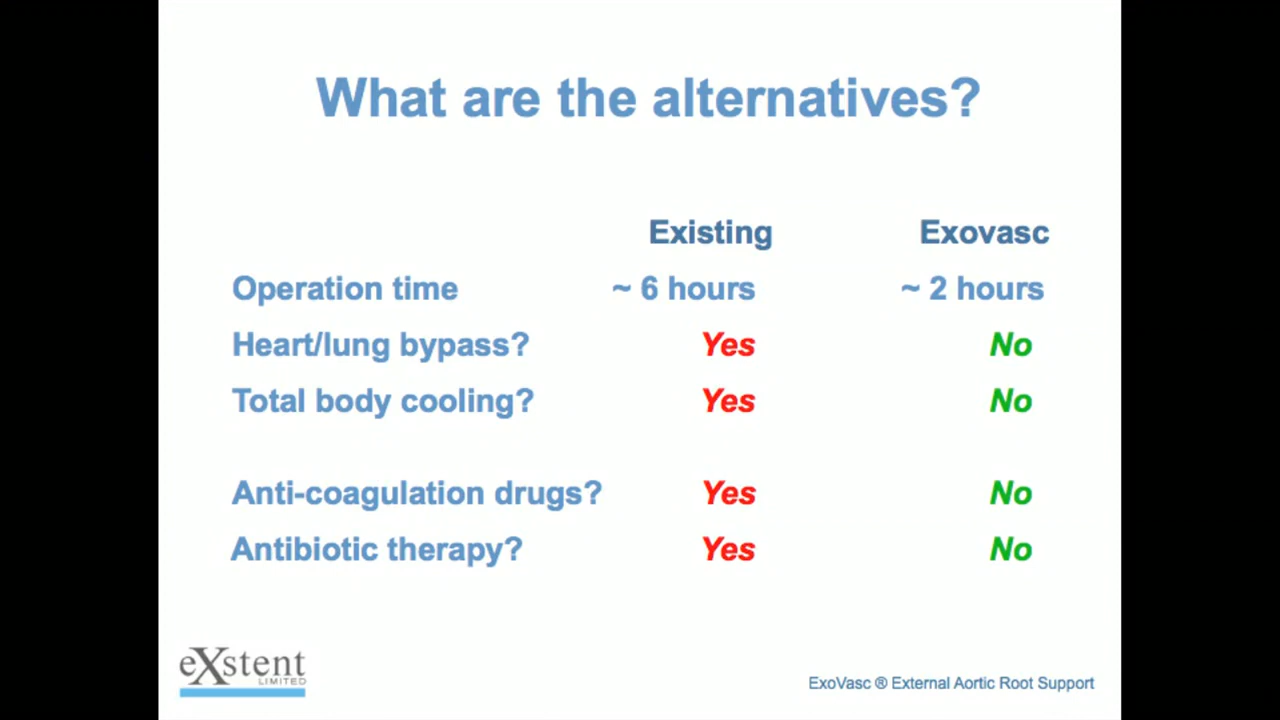 What are the alternatives?
Existing Exovasc
Operation time ~ 6 hours ~ 2 hours
Heart/lung bypass? Yes No
Total body cooling? Yes No
Anti-coagulation drugs? Yes No
Antibiotic therapy? Yes No
eXstent
LIMITED
ExoVasc ® External Aortic Root Support